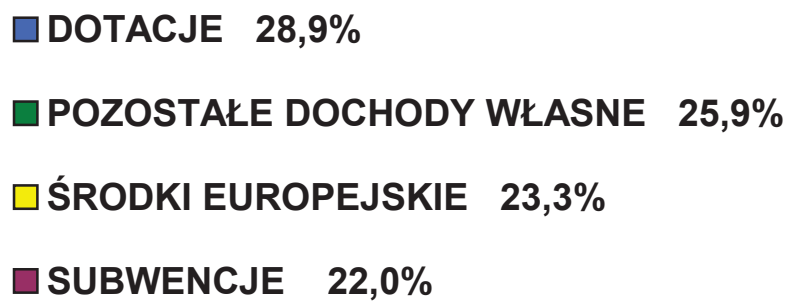 DOTACJE 28,9%
POZOSTAŁE DOCHODY WŁASNE 25,9%
ŚRODKI EUROPEJSKIE 23,3%
SUBWENCJE 22,0%